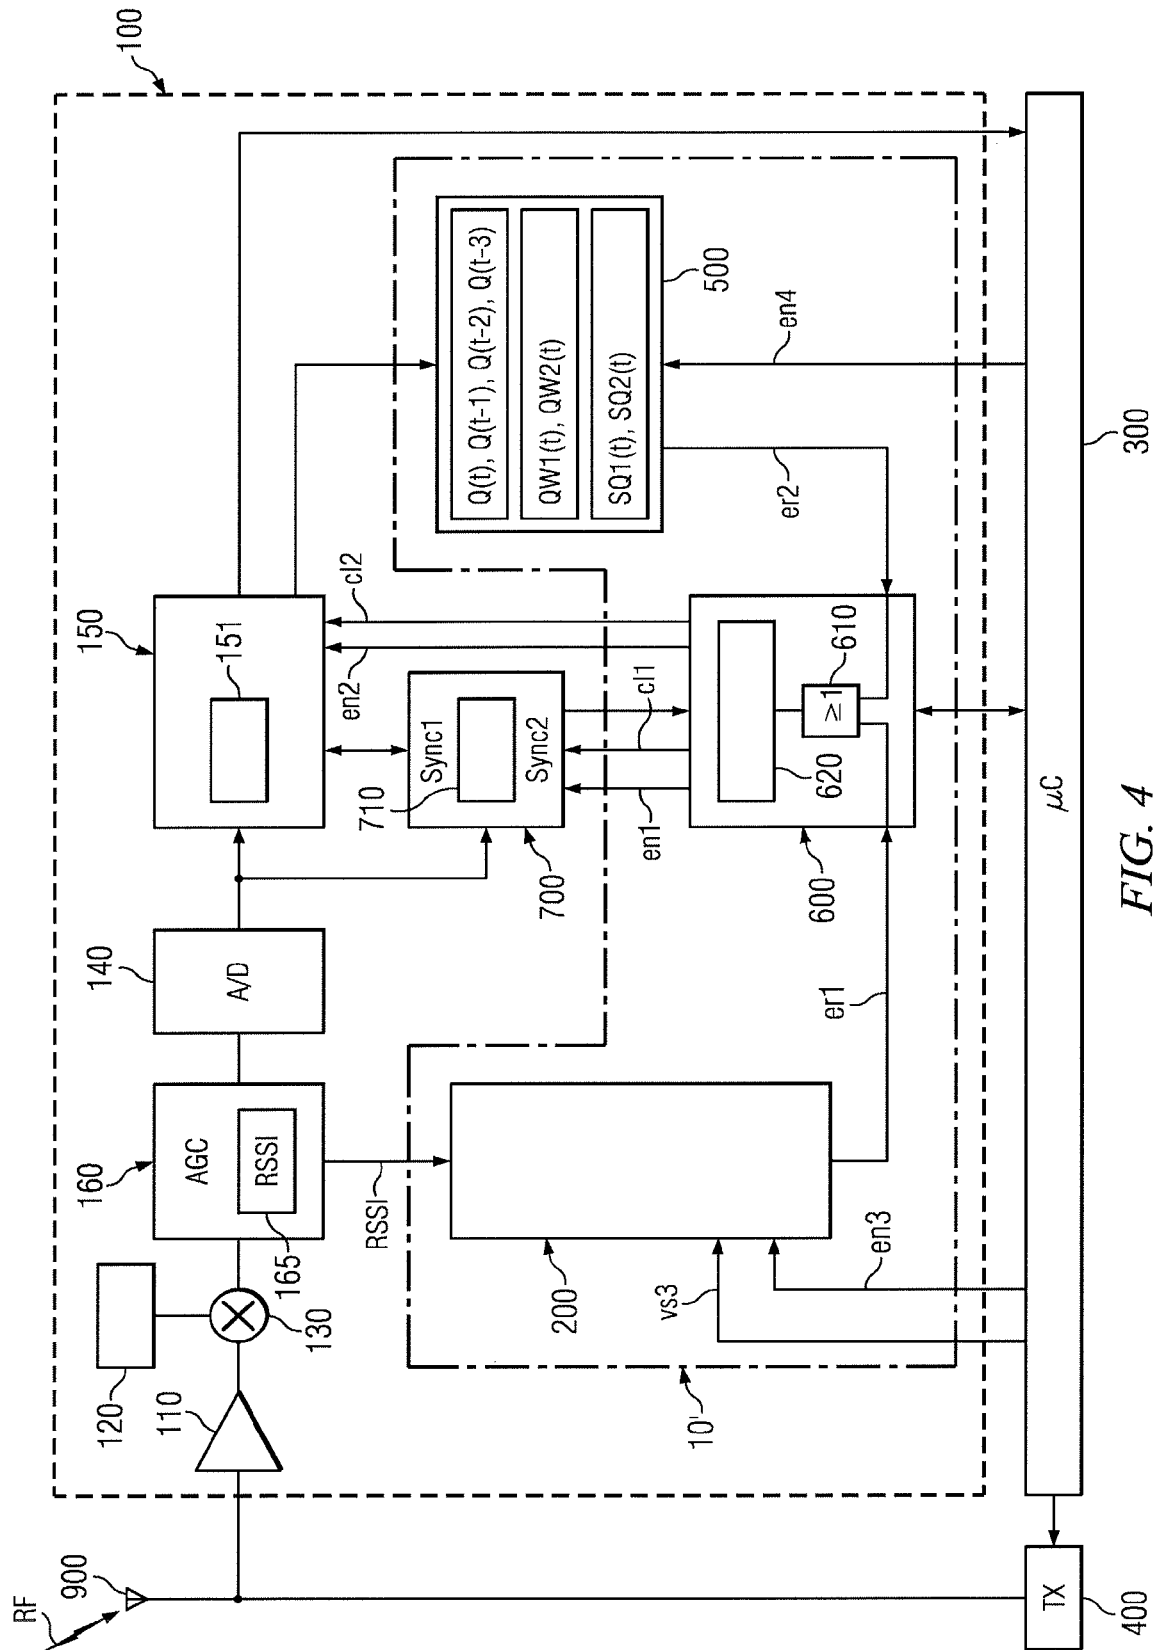 RF
900
110
120
130
160
AGC
RSSI
165
140
A/D
150
151
100
RSSI
200
vs3
en3
10'
er1
700
710
Sync1
Sync2
en1
cl1
en2
cl2
600
620
≥1
610
Q(t), Q(t-1), Q(t-2), Q(t-3)
QW1(t), QW2(t)
SQ1(t), SQ2(t)
500
er2
en4
TX
400
μC
300
FIG. 4